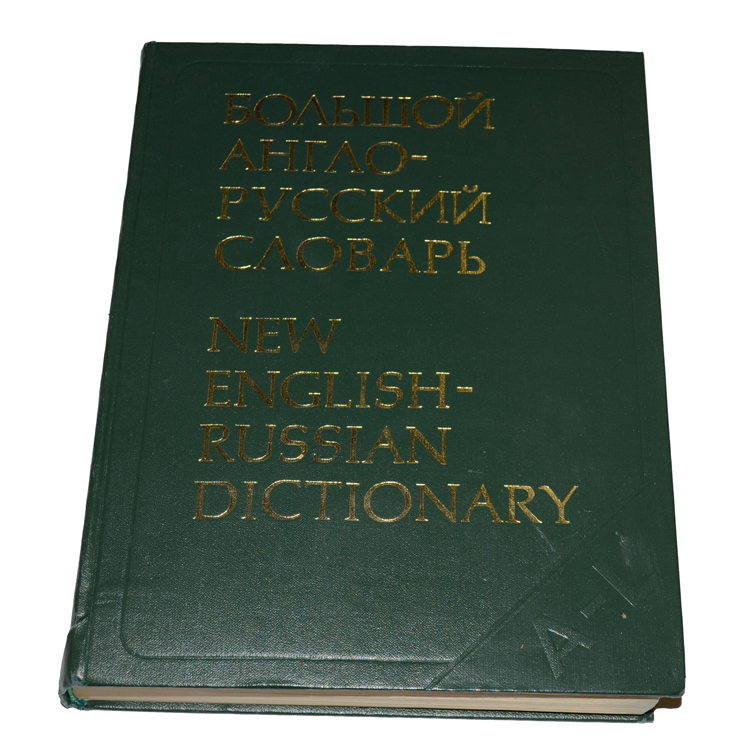 БОЛЬШОЙ
АНГЛО-
РУССКИЙ
СЛОВАРЬ
NEW
ENGLISH-
RUSSIAN
DICTIONARY
A-L